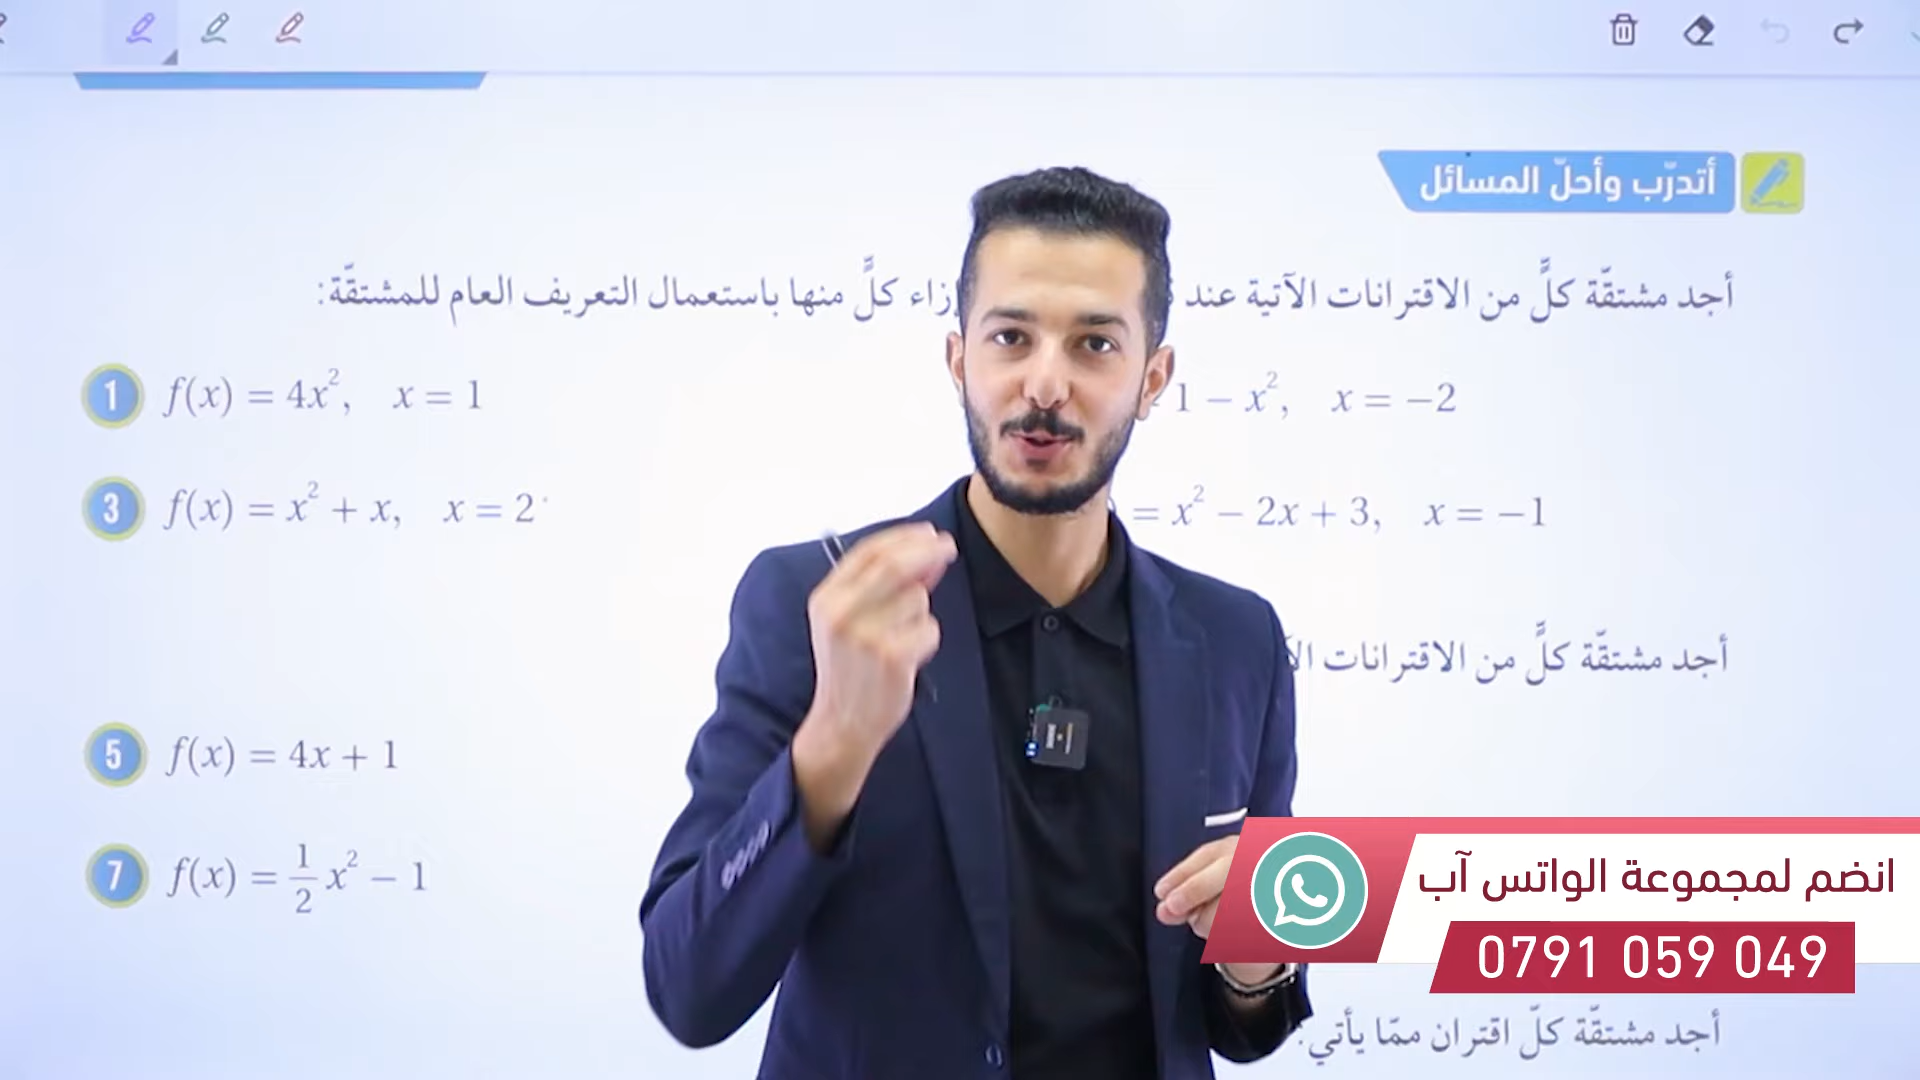 أتدرّب وأحلّ المسائل
أجد مشتقّة كلٍّ من الاقترانات الآتية عند
كلٍّ منها باستعمال التعريف العام للمشتقّة:
1 f(x) = 4x², x = 1
1 − x², x = −2
3 f(x) = x² + x, x = 2
= x² − 2x + 3, x = −1
أجد مشتقّة كلٍّ من الاقترانات
5 f(x) = 4x + 1
7 f(x) = 1/2 x² − 1
انضم لمجموعة الواتس آب
0791 059 049
أجد مشتقّة كلّ اقتران ممّا يأتي: